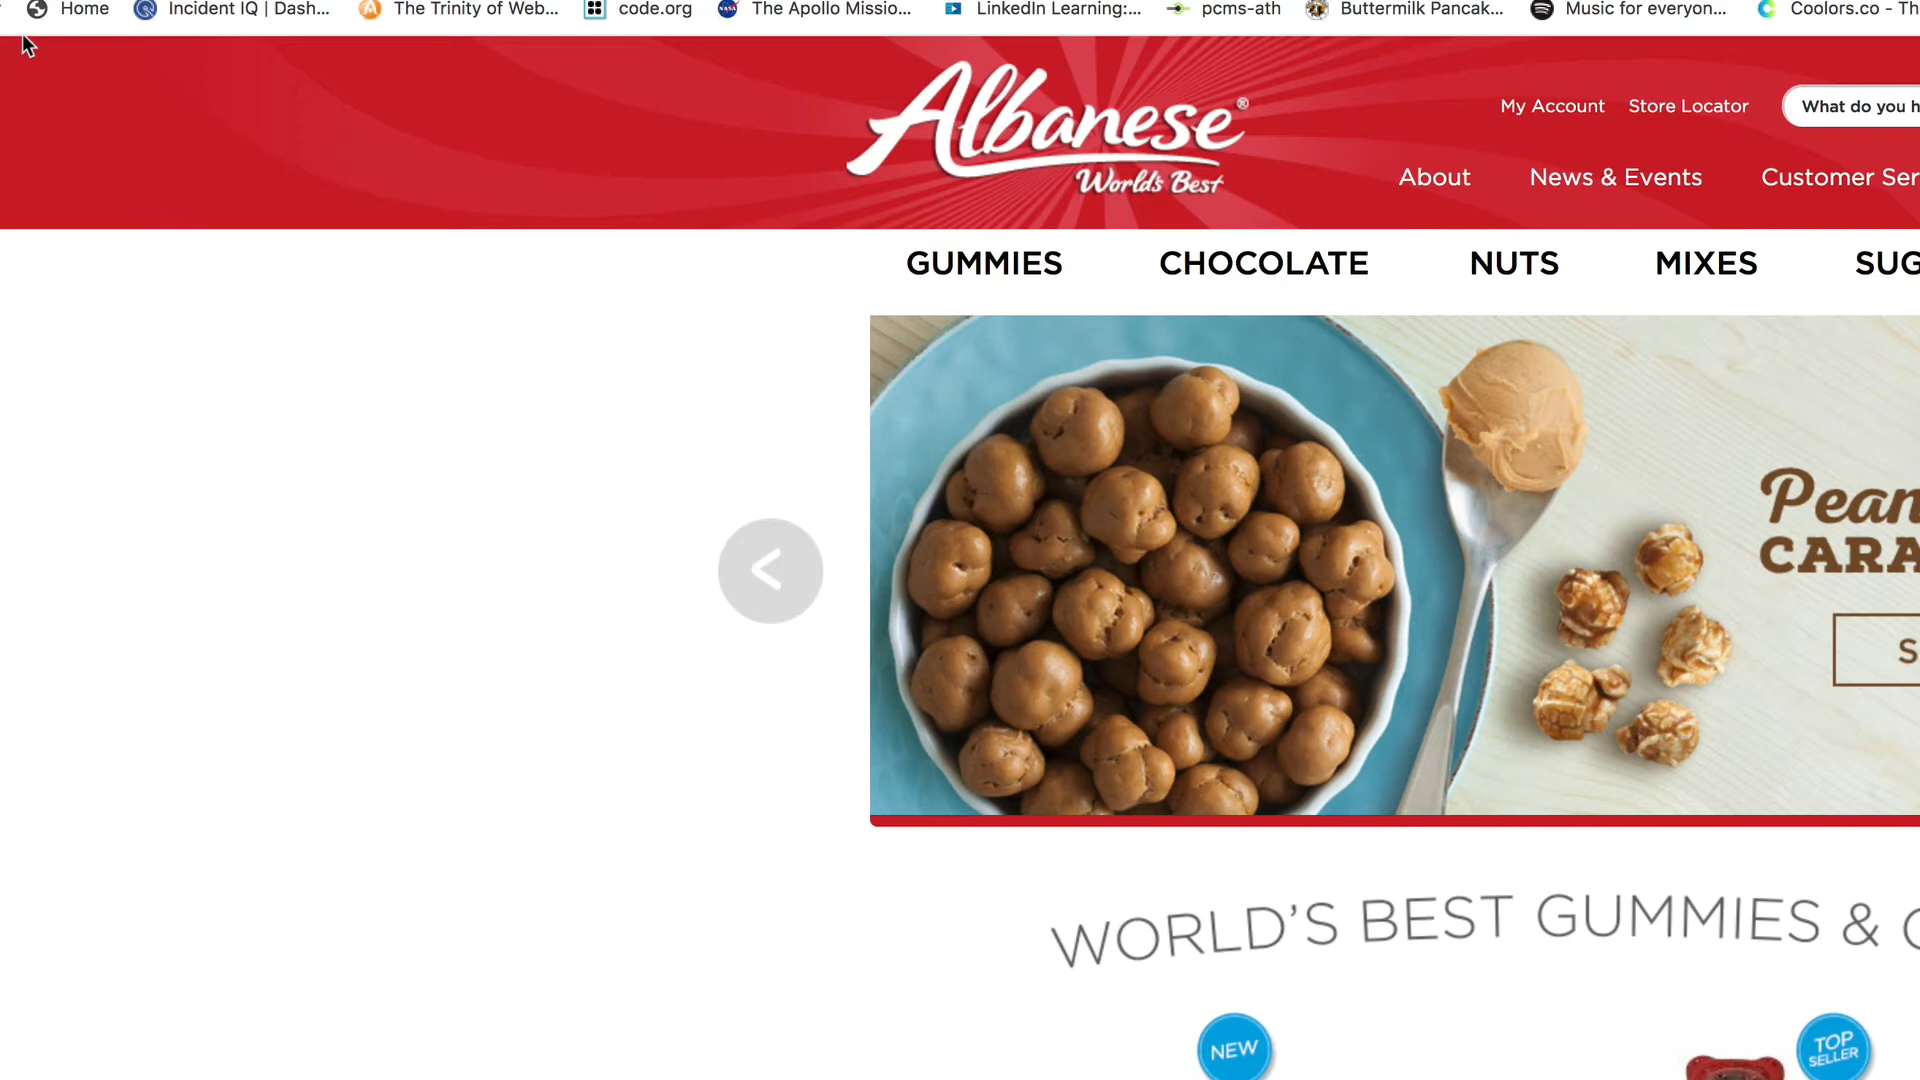 Home Incident IQ | Dash... The Trinity of Web... code.org The Apollo Missio... LinkedIn Learning:... pcms-ath Buttermilk Pancak... Music for everyon... Coolors.co - Th
Albanese®
World's Best
My Account Store Locator What do you h
About News & Events Customer Ser
GUMMIES CHOCOLATE NUTS MIXES SUG
Pean
CARA
S
WORLD'S BEST GUMMIES & C
NEW
TOP
SELLER